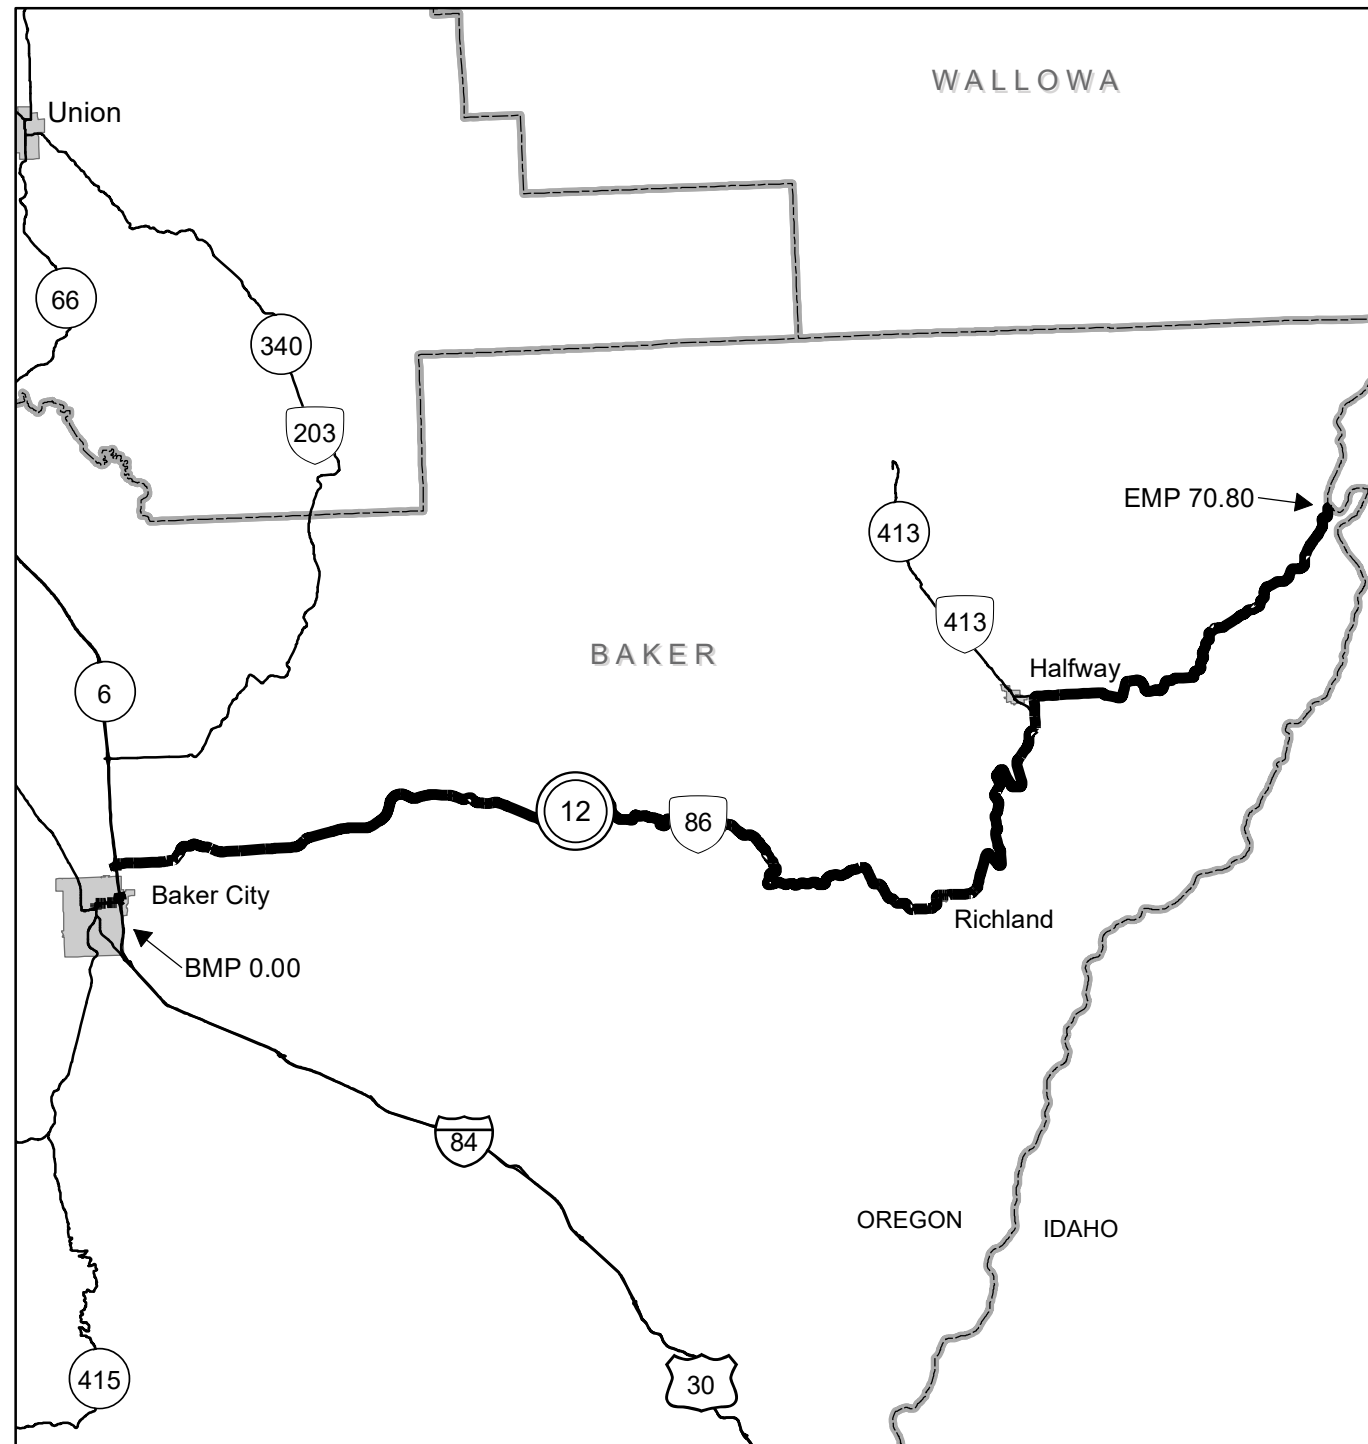 WALLOWA
Union
66
340
203
EMP 70.80
413
413
BAKER
Halfway
6
12
86
Baker City
Richland
BMP 0.00
84
OREGON
IDAHO
415
30